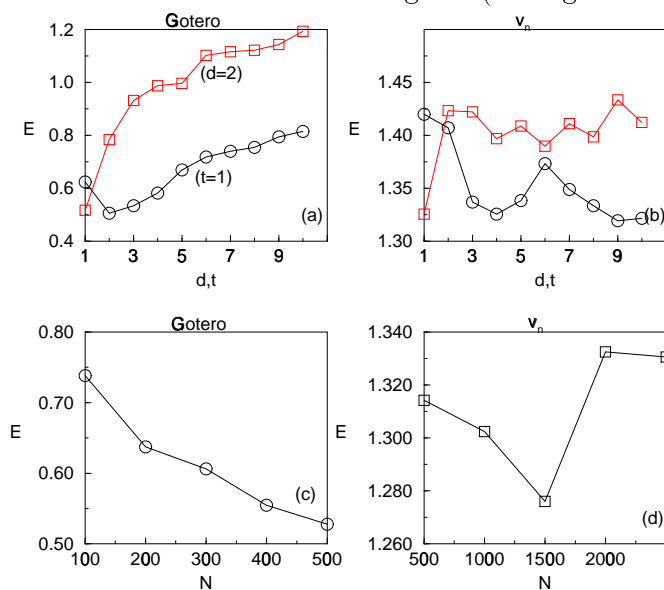 Gotero
1.2
(d=2)
1.0
E
0.8
(t=1)
0.6
(a)
0.4
1 3 5 7 9
d,t
v_n
1.45
E
1.40
1.35
(b)
1.30
1 3 5 7 9
d,t
Gotero
0.80
0.70
E
0.60
(c)
0.50
100 200 300 400 500
N
v_n
1.340
1.320
E
1.300
1.280
(d)
1.260
500 1000 1500 2000
N